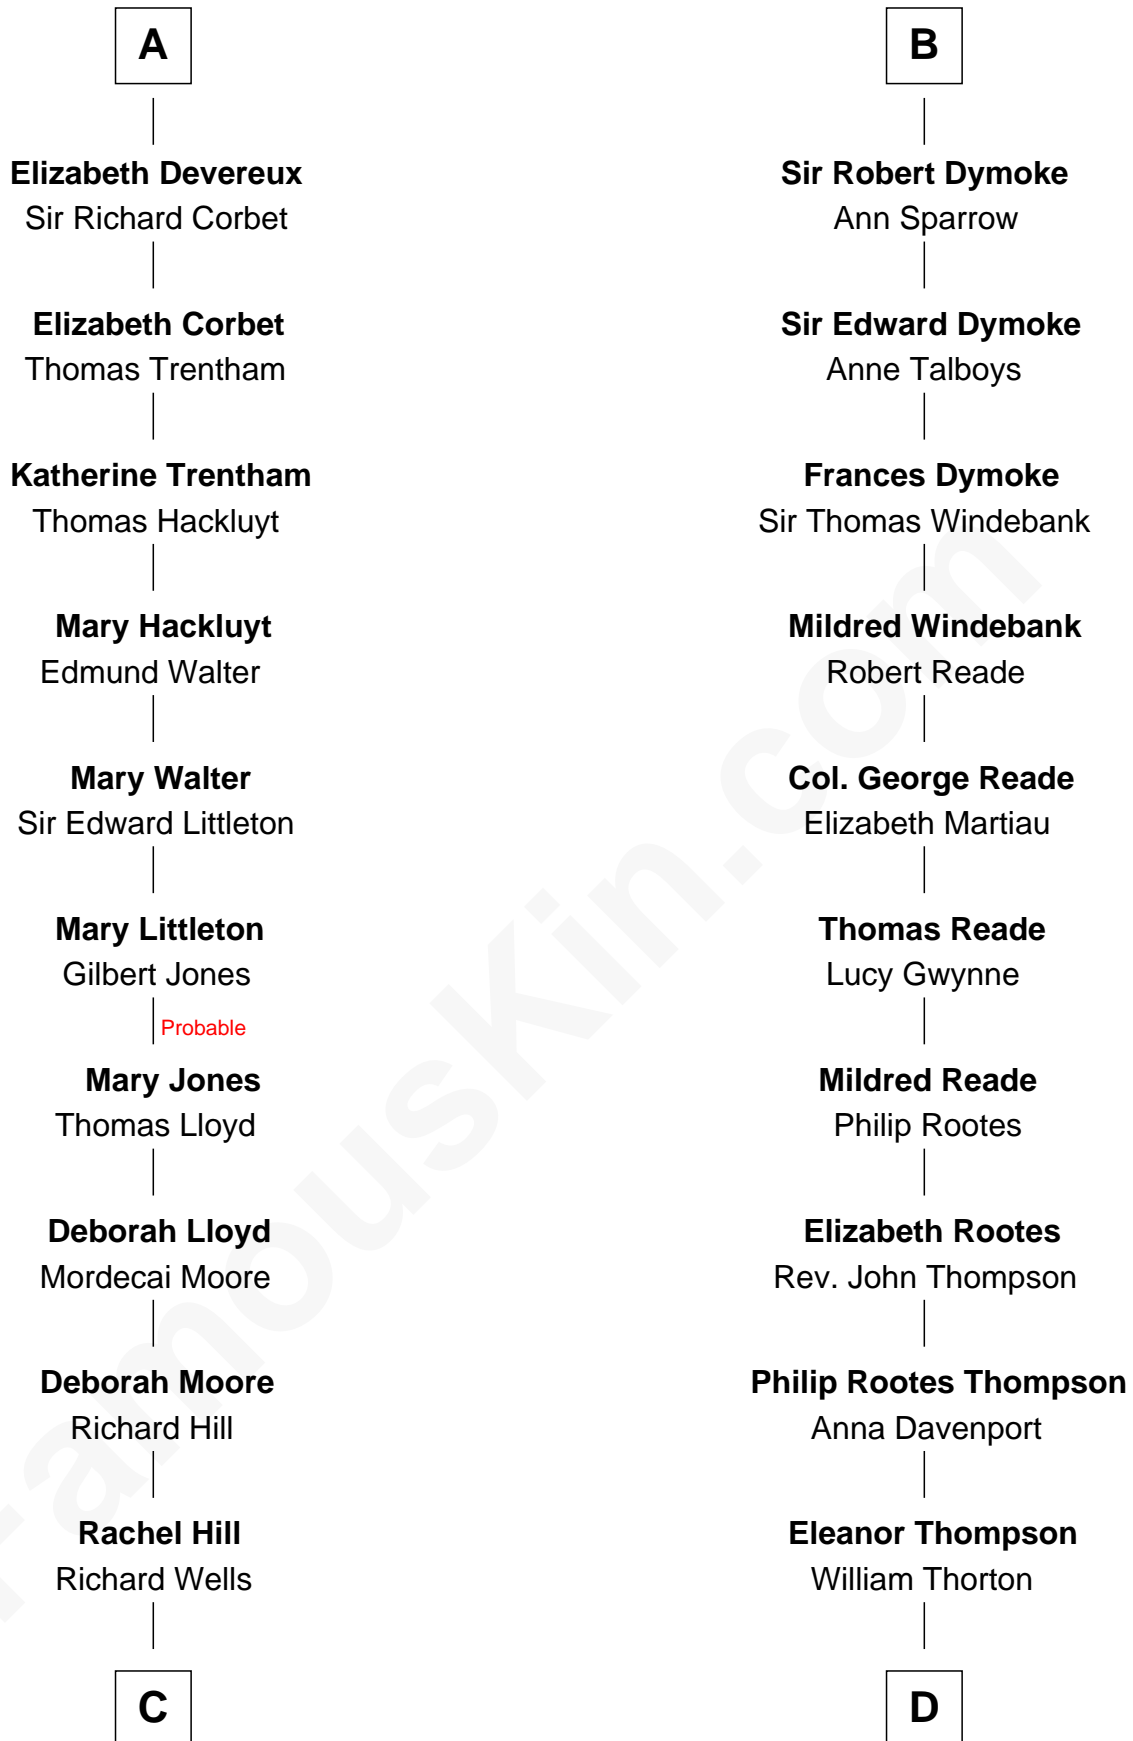 A
Elizabeth Devereux
Sir Richard Corbet
Elizabeth Corbet
Thomas Trentham
Katherine Trentham
Thomas Hackluyt
Mary Hackluyt
Edmund Walter
Mary Walter
Sir Edward Littleton
Mary Littleton
Gilbert Jones
Probable
Mary Jones
Thomas Lloyd
Deborah Lloyd
Mordecai Moore
Deborah Moore
Richard Hill
Rachel Hill
Richard Wells
C
B
Sir Robert Dymoke
Ann Sparrow
Sir Edward Dymoke
Anne Talboys
Frances Dymoke
Sir Thomas Windebank
Mildred Windebank
Robert Reade
Col. George Reade
Elizabeth Martiau
Thomas Reade
Lucy Gwynne
Mildred Reade
Philip Rootes
Elizabeth Rootes
Rev. John Thompson
Philip Rootes Thompson
Anna Davenport
Eleanor Thompson
William Thorton
D
FamousKin.com